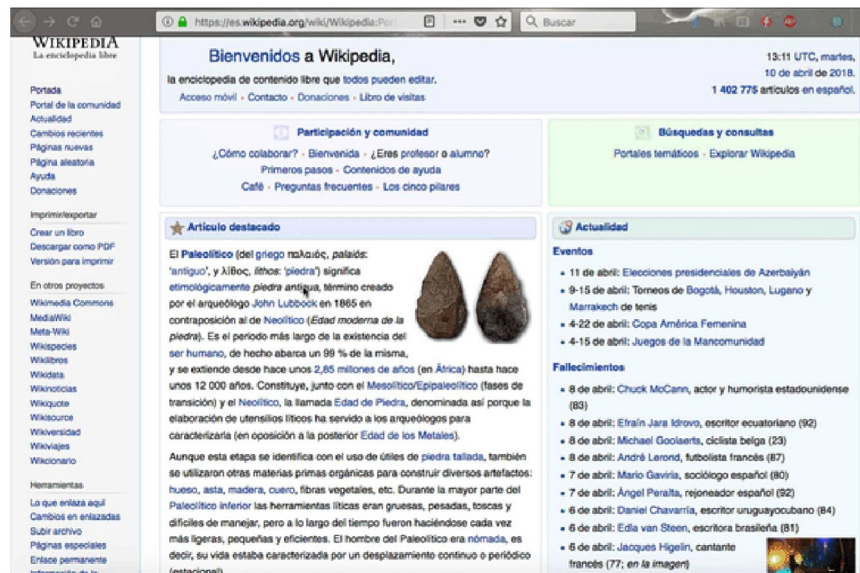 https://es.wikipedia.org/wiki/Wikipedia:Por
Buscar
WIKIPEDIA
La enciclopedia libre
Portada
Portal de la comunidad
Actualidad
Cambios recientes
Páginas nuevas
Página aleatoria
Ayuda
Donaciones
Imprimir/exportar
Crear un libro
Descargar como PDF
Versión para imprimir
En otros proyectos
Wikimedia Commons
MediaWiki
Meta-Wiki
Wikispecies
Wikilibros
Wikidata
Wikinoticias
Wikiquote
Wikisource
Wikiversidad
Wikiviajes
Wikcionario
Herramientas
Lo que enlaza aquí
Cambios en enlazadas
Subir archivo
Páginas especiales
Enlace permanente
Información de la
Bienvenidos a Wikipedia,
la enciclopedia de contenido libre que todos pueden editar.
Acceso móvil · Contacto · Donaciones · Libro de visitas
13:11 UTC, martes,
10 de abril de 2018.
1 402 775 artículos en español.
Participación y comunidad
¿Cómo colaborar? · Bienvenida · ¿Eres profesor o alumno?
Primeros pasos · Contenidos de ayuda
Café · Preguntas frecuentes · Los cinco pilares
Búsquedas y consultas
Portales temáticos · Explorar Wikipedia
Artículo destacado
El Paleolítico (del griego παλαιός, palaiós:
'antiguo', y λίθος, lithos: 'piedra') significa
etimológicamente piedra antigua, término creado
por el arqueólogo John Lubbock en 1865 en
contraposición al de Neolítico (Edad moderna de la
piedra). Es el periodo más largo de la existencia del
ser humano, de hecho abarca un 99 % de la misma,
y se extiende desde hace unos 2,85 millones de años (en África) hasta hace
unos 12 000 años. Constituye, junto con el Mesolítico/Epipaleolítico (fases de
transición) y el Neolítico, la llamada Edad de Piedra, denominada así porque la
elaboración de utensilios líticos ha servido a los arqueólogos para
caracterizarla (en oposición a la posterior Edad de los Metales).
Aunque esta etapa se identifica con el uso de útiles de piedra tallada, también
se utilizaron otras materias primas orgánicas para construir diversos artefactos:
hueso, asta, madera, cuero, fibras vegetales, etc. Durante la mayor parte del
Paleolítico inferior las herramientas líticas eran gruesas, pesadas, toscas y
difíciles de manejar, pero a lo largo del tiempo fueron haciéndose cada vez
más ligeras, pequeñas y eficientes. El hombre del Paleolítico era nómada, es
decir, su vida estaba caracterizada por un desplazamiento continuo o periódico
(estacional)
Actualidad
Eventos
11 de abril: Elecciones presidenciales de Azerbaiyán
9-15 de abril: Torneos de Bogotá, Houston, Lugano y
Marrakech de tenis
4-22 de abril: Copa América Femenina
4-15 de abril: Juegos de la Mancomunidad
Fallecimientos
8 de abril: Chuck McCann, actor y humorista estadounidense
(83)
8 de abril: Efraín Jara Idrovo, escritor ecuatoriano (92)
8 de abril: Michael Goolaerts, ciclista belga (23)
8 de abril: André Lerond, futbolista francés (87)
7 de abril: Mario Gaviria, sociólogo español (80)
7 de abril: Ángel Peralta, rejoneador español (92)
6 de abril: Daniel Chavarría, escritor uruguayocubano (84)
6 de abril: Edla van Steen, escritora brasileña (81)
6 de abril: Jacques Higelin, cantante
francés (77; en la imagen)